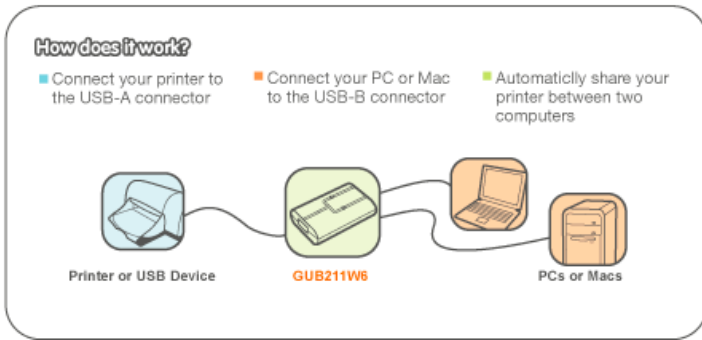 How does it work?
Connect your printer to
the USB-A connector
Connect your PC or Mac
to the USB-B connector
Automaticlly share your
printer between two
computers
Printer or USB Device
GUB211W6
PCs or Macs